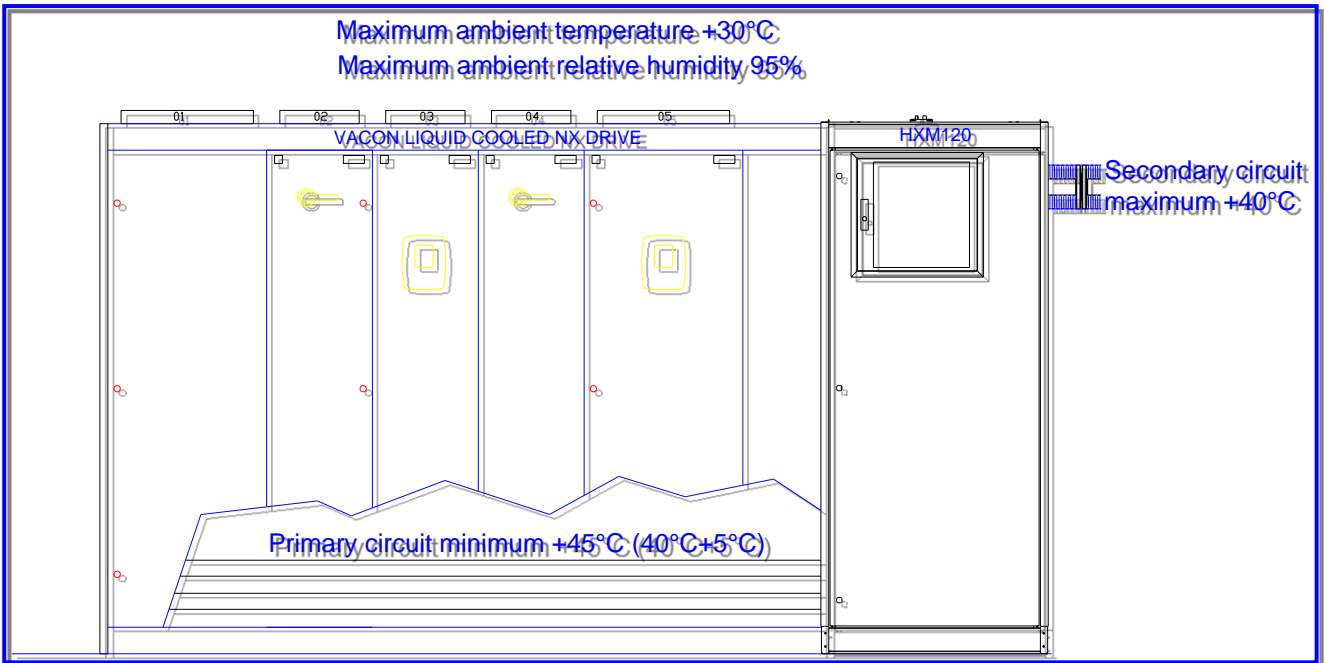 Maximum ambient temperature +30°C
Maximum ambient relative humidity 95%
01 02 03 04 05
VACON LIQUID COOLED NX DRIVE
HXM120
Secondary circuit
maximum +40°C
Primary circuit minimum +45°C (40°C+5°C)